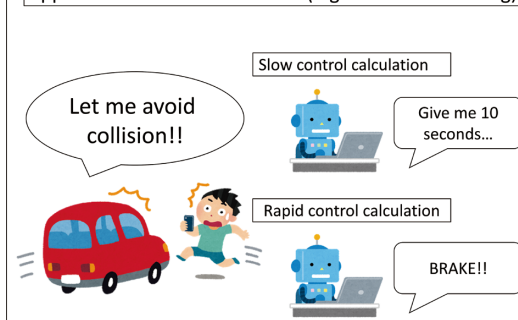 Let me avoid
collision!!
Slow control calculation
Give me 10
seconds…
Rapid control calculation
BRAKE!!